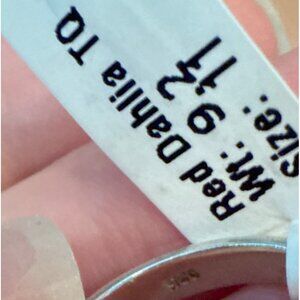 Red Dahlia TQ
Wt. 9.2
Size: 11